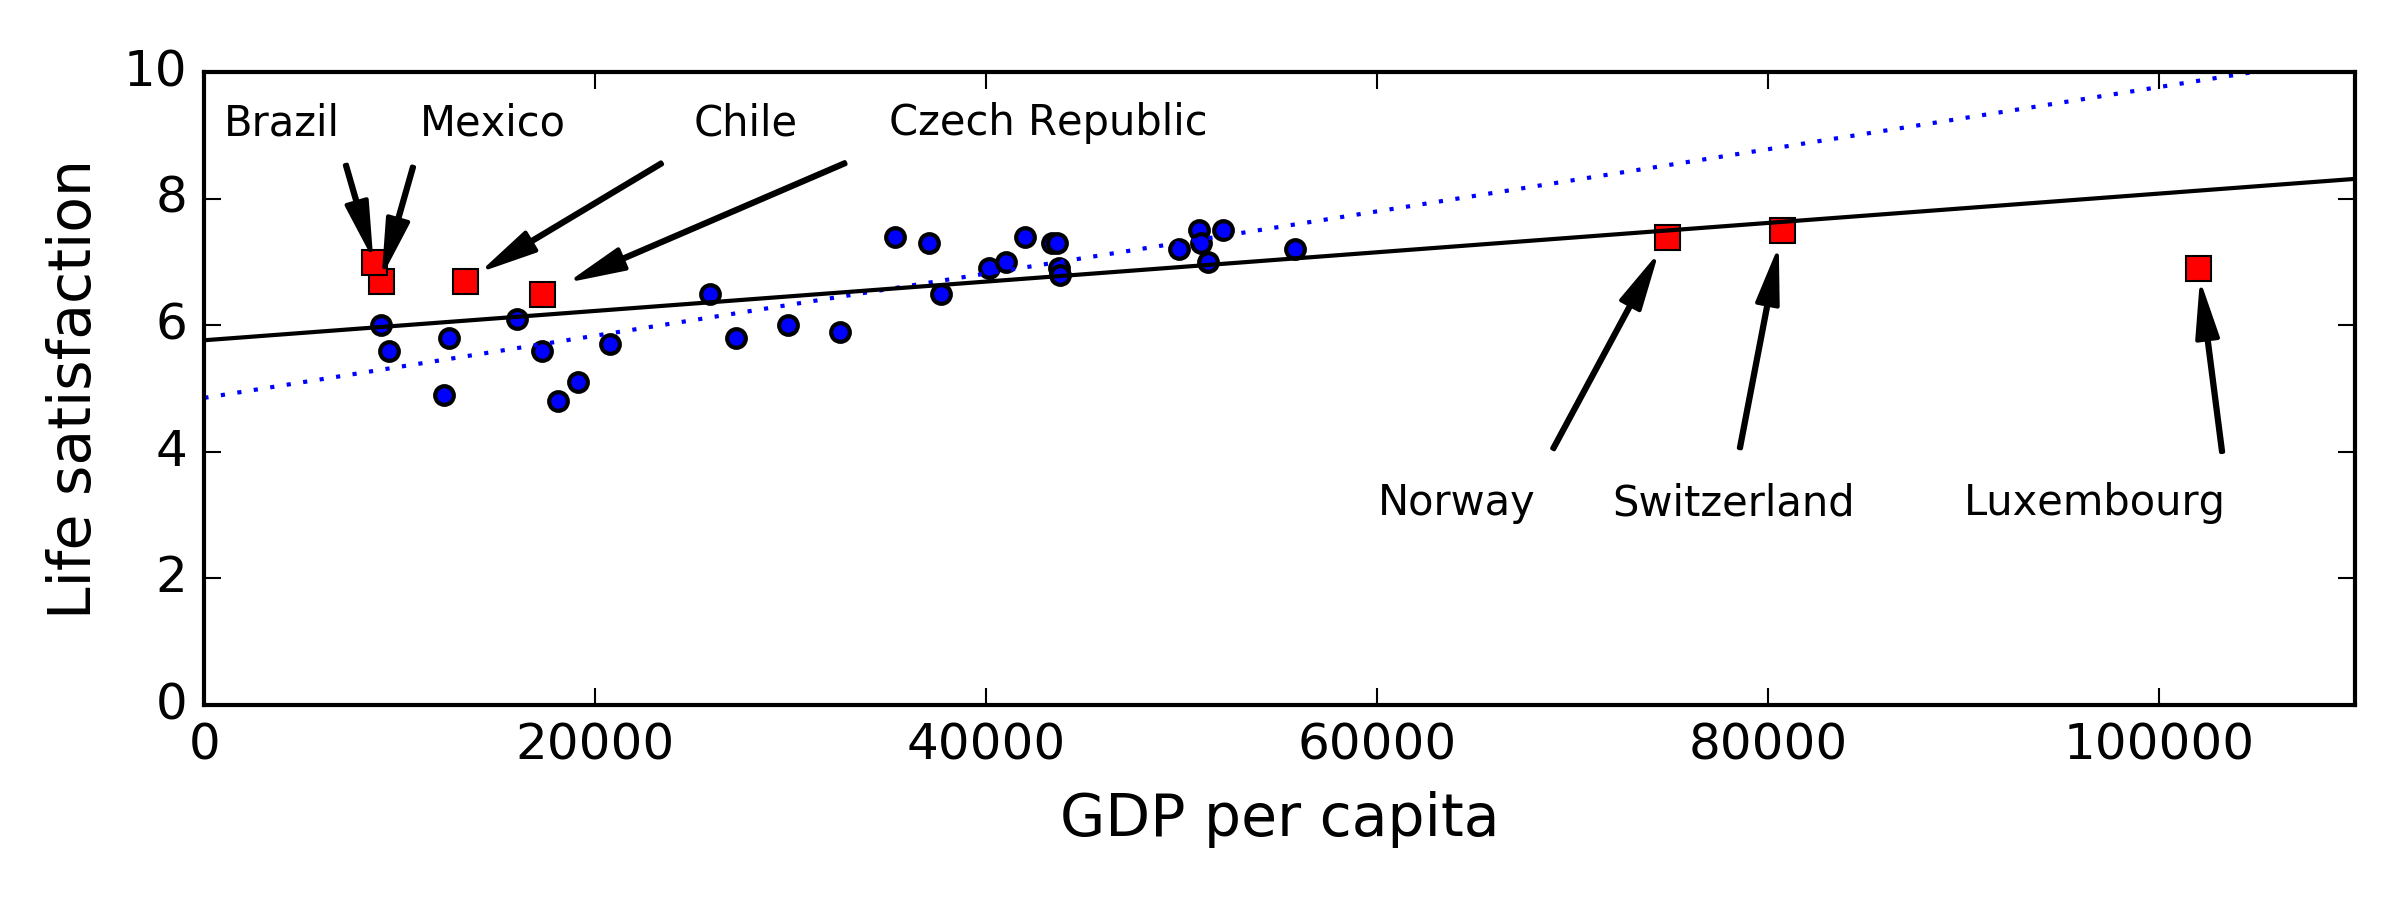 10
8
6
4
2
0
Life satisfaction
Brazil Mexico Chile Czech Republic
Norway Switzerland Luxembourg
0 20000 40000 60000 80000 100000
GDP per capita